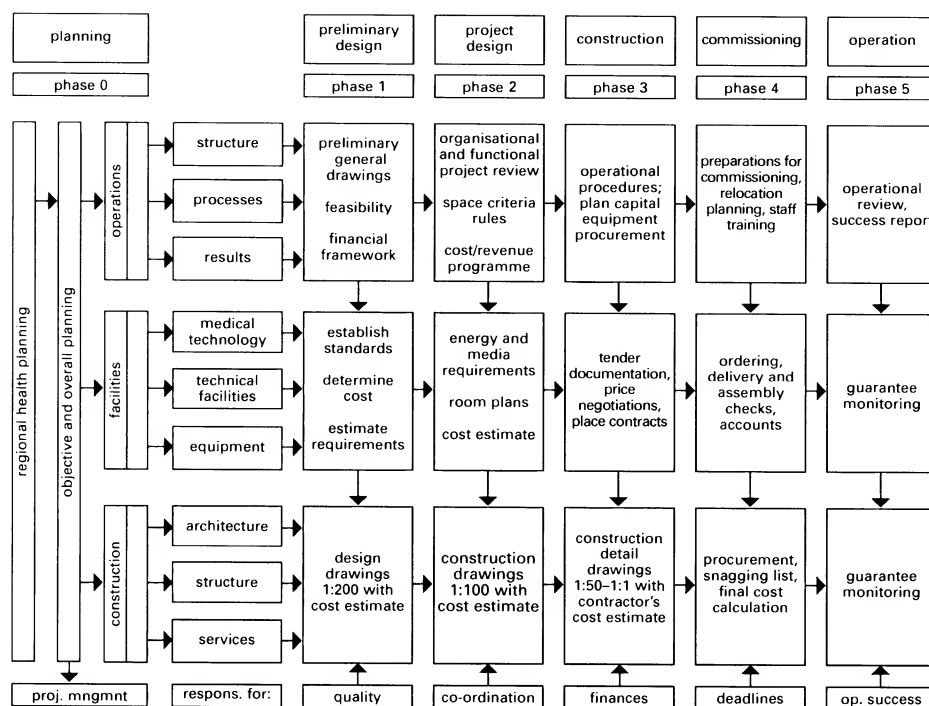 planning
preliminary
design
project
design
construction
commissioning
operation
phase 0
phase 1
phase 2
phase 3
phase 4
phase 5
regional health planning
objective and overall planning
operations
structure
processes
results
preliminary
general
drawings
feasibility
financial
framework
organisational
and functional
project review
space criteria
rules
cost/revenue
programme
operational
procedures;
plan capital
equipment
procurement
preparations for
commissioning,
relocation
planning, staff
training
operational
review,
success report
facilities
medical
technology
technical
facilities
equipment
establish
standards
determine
cost
estimate
requirements
energy and
media
requirements
room plans
cost estimate
tender
documentation,
price
negotiations,
place contracts
ordering,
delivery and
assembly
checks,
accounts
guarantee
monitoring
construction
architecture
structure
services
design
drawings
1:200 with
cost estimate
construction
drawings
1:100 with
cost estimate
construction
detail
drawings
1:50–1:1 with
contractor's
cost estimate
procurement,
snagging list,
final cost
calculation
guarantee
monitoring
proj. mngmnt
respons. for:
quality
co-ordination
finances
deadlines
op. success